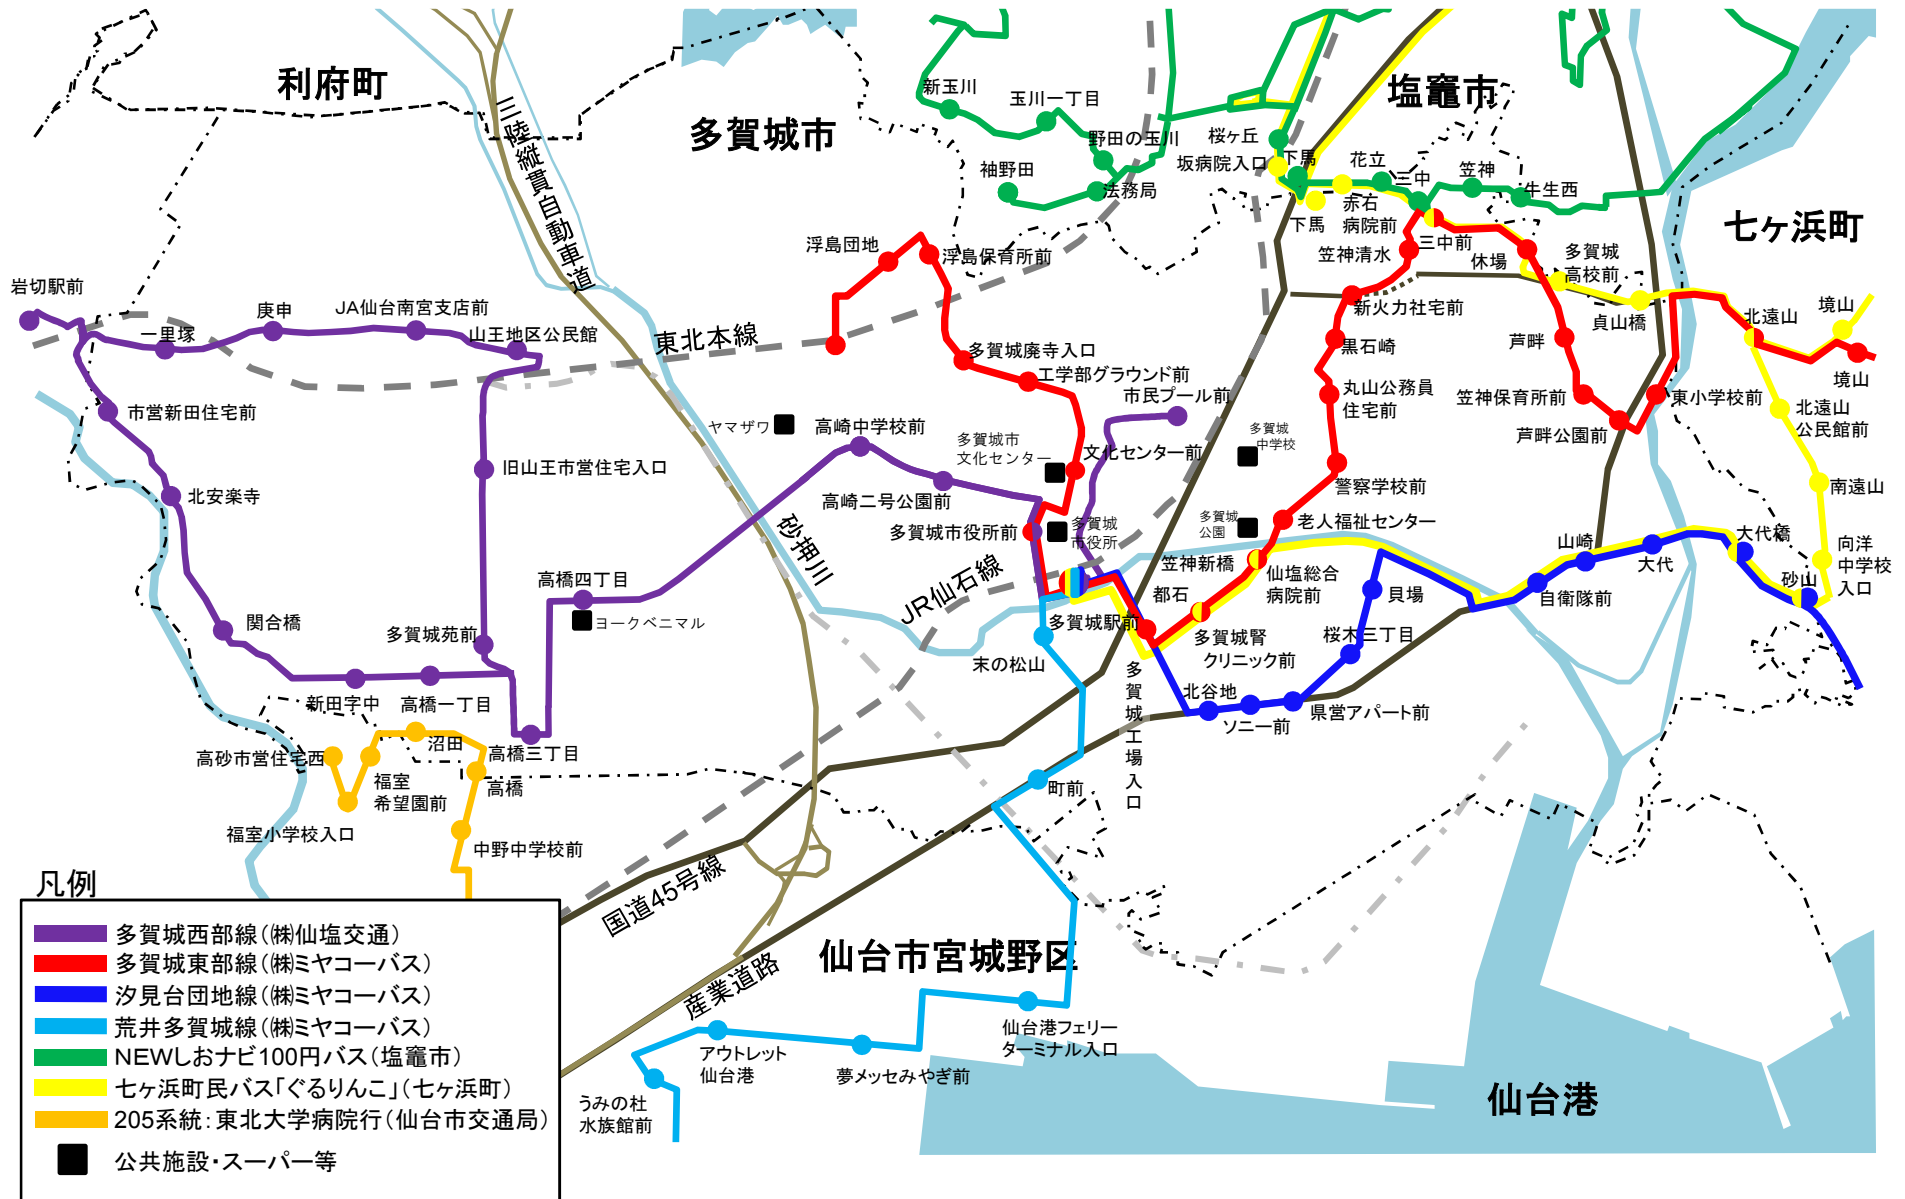 利府町
多賀城市
塩竈市
七ヶ浜町
仙台市宮城野区
仙台港
三陸縦貫自動車道
東北本線
砂押川
JR仙石線
国道45号線
産業道路
新玉川
玉川一丁目
野田の玉川
袖野田
法務局
桜ヶ丘
坂病院入口
下馬
下馬
花立
赤石
病院前
三中
笠神
牛生西
三中前
笠神清水
休場
多賀城
高校前
新火力社宅前
貞山橋
北遠山
境山
境山
黒石崎
芦畔
丸山公務員
住宅前
笠神保育所前
芦畔公園前
東小学校前
北遠山
公民館前
南遠山
向洋
中学校
入口
警察学校前
老人福祉センター
笠神新橋
仙塩総合
病院前
都石
多賀城腎
クリニック前
貝場
桜木三丁目
山崎
大代
大代橋
砂山
自衛隊前
北谷地
ソニー前
県営アパート前
多賀城工場入口
浮島団地
浮島保育所前
多賀城廃寺入口
工学部グラウンド前
市民プール前
文化センター前
多賀城市
文化センター
多賀城
市役所
多賀城
中学校
多賀城
公園
多賀城市役所前
多賀城駅前
末の松山
町前
仙台港フェリー
ターミナル入口
夢メッセみやぎ前
アウトレット
仙台港
うみの杜
水族館前
岩切駅前
一里塚
庚申
JA仙台南宮支店前
山王地区公民館
市営新田住宅前
旧山王市営住宅入口
北安楽寺
関合橋
多賀城苑前
新田字中
高橋一丁目
高橋三丁目
高橋四丁目
ヨークベニマル
ヤマザワ
高崎中学校前
高崎二号公園前
高砂市営住宅西
福室
希望園前
福室小学校入口
沼田
高橋
中野中学校前
凡例
多賀城西部線(㈱仙塩交通)
多賀城東部線(㈱ミヤコーバス)
汐見台団地線(㈱ミヤコーバス)
荒井多賀城線(㈱ミヤコーバス)
NEWしおナビ100円バス(塩竈市)
七ヶ浜町民バス「ぐるりんこ」(七ヶ浜町)
205系統:東北大学病院行(仙台市交通局)
公共施設・スーパー等